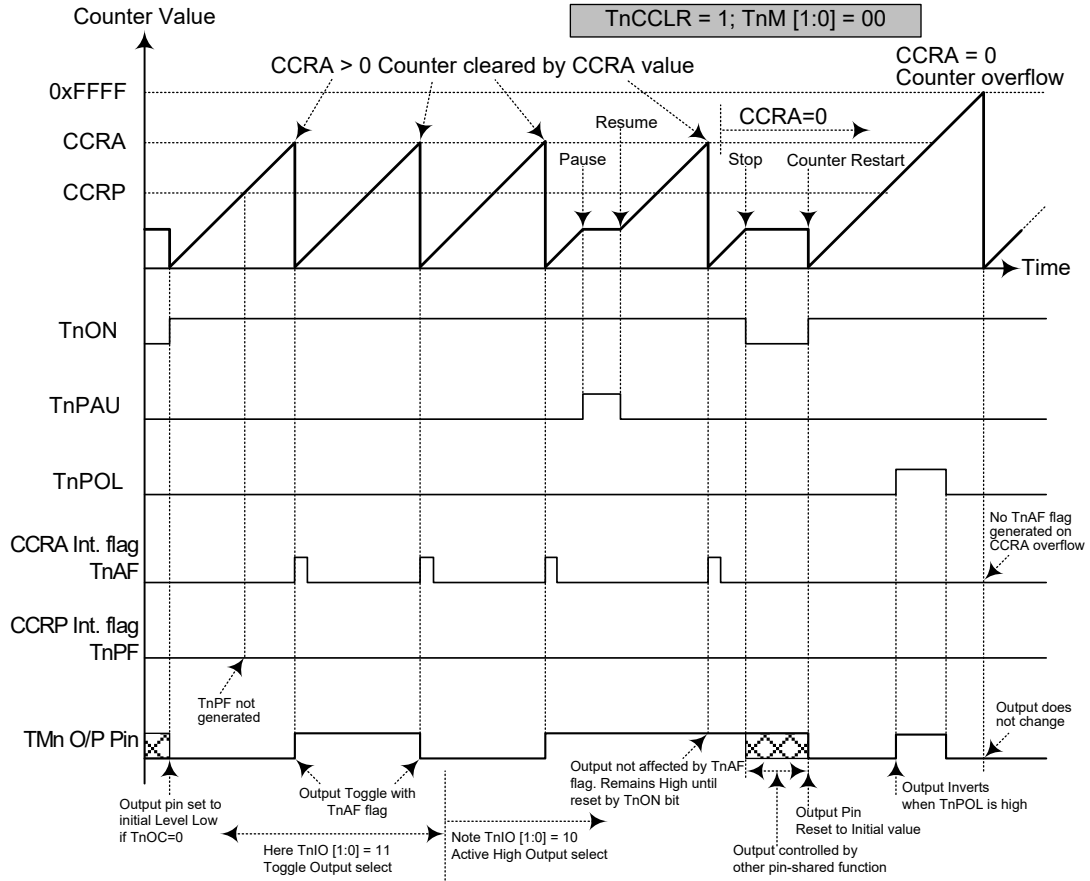 Counter Value
TnCCLR = 1; TnM [1:0] = 00
CCRA > 0 Counter cleared by CCRA value
CCRA = 0
Counter overflow
0xFFFF
CCRA=0
Resume
CCRA
Pause
Stop
Counter Restart
CCRP
Time
TnON
TnPAU
TnPOL
No TnAF flag
generated on
CCRA overflow
CCRA Int. flag
TnAF
CCRP Int. flag
TnPF
TnPF not
generated
Output does
not change
TMn O/P Pin
Output pin set to
initial Level Low
if TnOC=0
Output Toggle with
TnAF flag
Output not affected by TnAF
flag. Remains High until
reset by TnON bit
Output Inverts
when TnPOL is high
Output Pin
Reset to Initial value
Here TnIO [1:0] = 11
Toggle Output select
Note TnIO [1:0] = 10
Active High Output select
Output controlled by
other pin-shared function